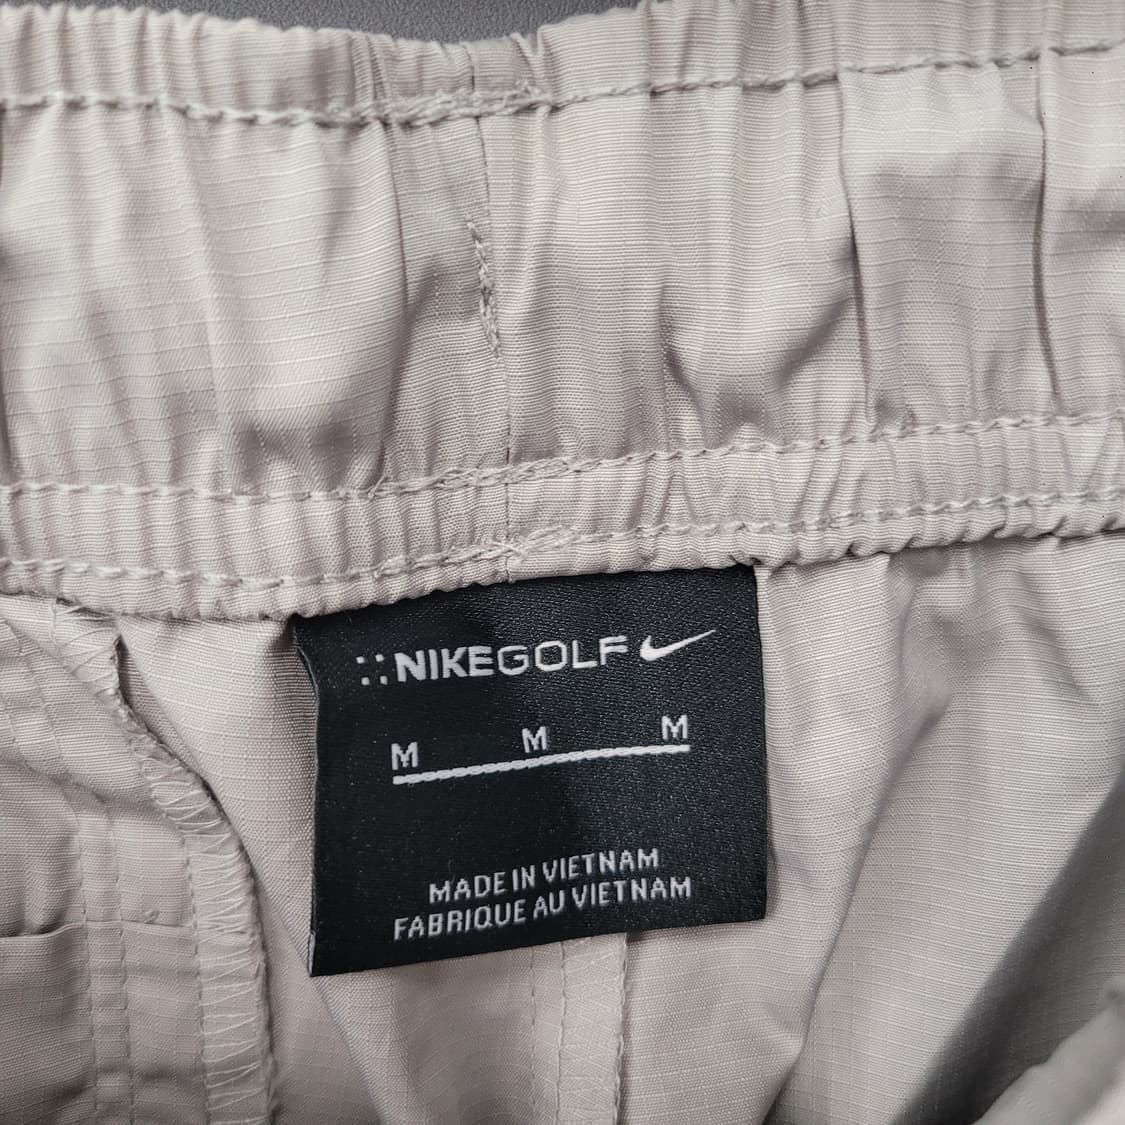 NIKEGOLF
M M M
MADE IN VIETNAM
FABRIQUE AU VIETNAM